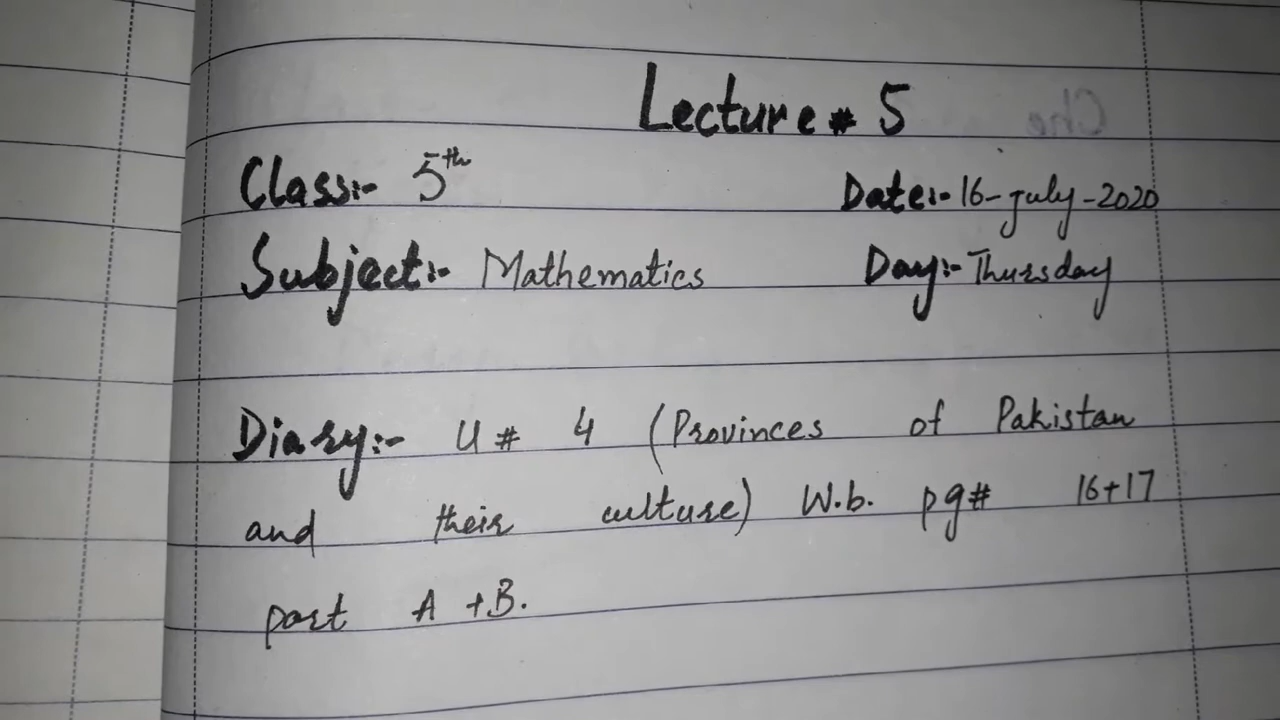 Lecture # 5
Class:- 5th
Date:- 16-july-2020
Subject:- Mathematics
Day:- Thursday
Diary:- U# 4 (Provinces of Pakistan
and their culture) W.b. pg# 16+17
part A +B.